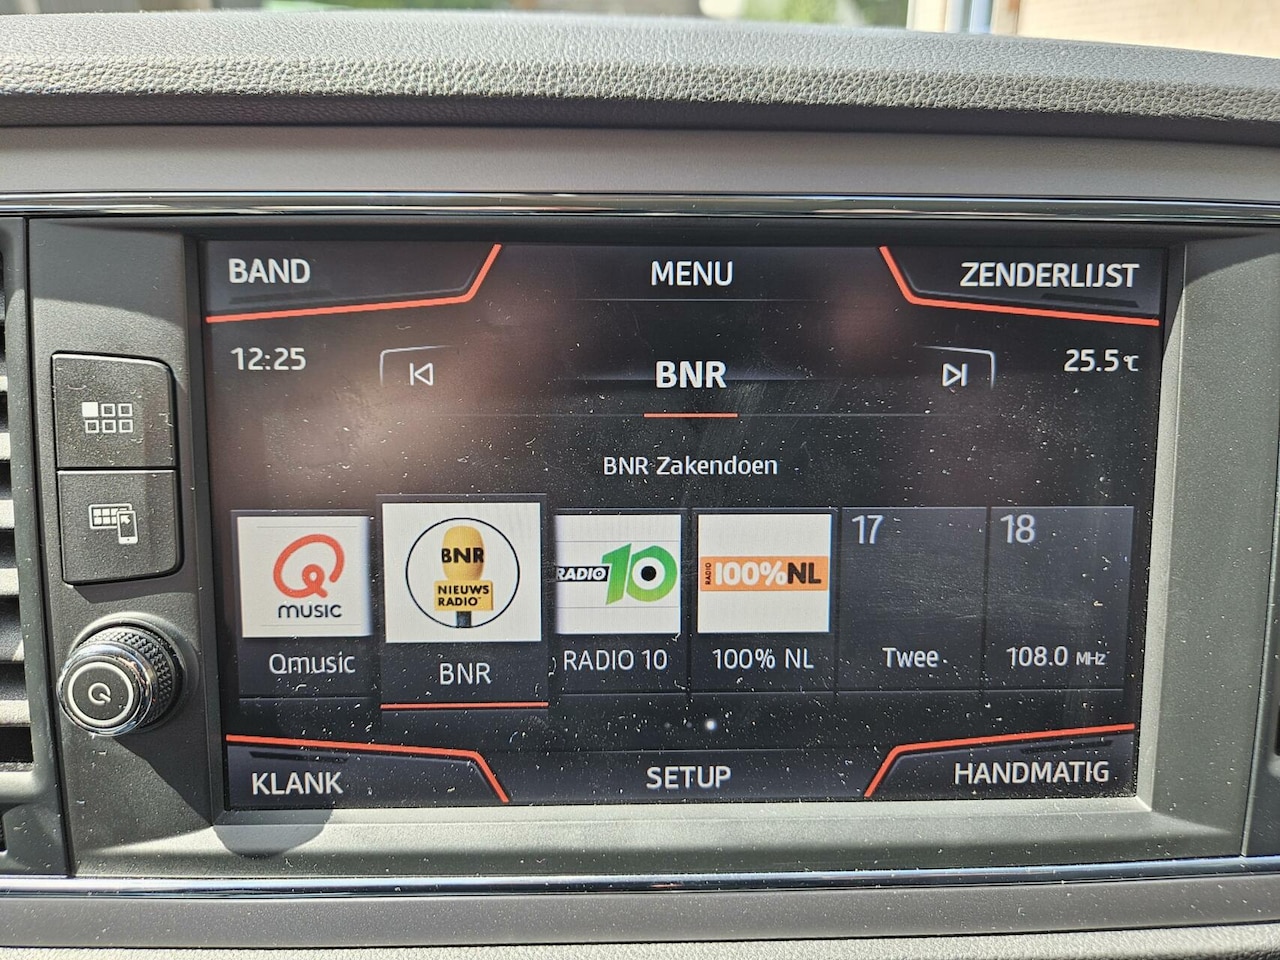 BAND MENU ZENDERLIJST
12:25 BNR 25.5°C
BNR Zakendoen
MUSIC
BNR
NIEUWS
RADIO
RADIO 10
RADIO 100%NL
17 18
Qmusic BNR RADIO 10 100% NL Twee 108.0 MHz
KLANK SETUP HANDMATIG